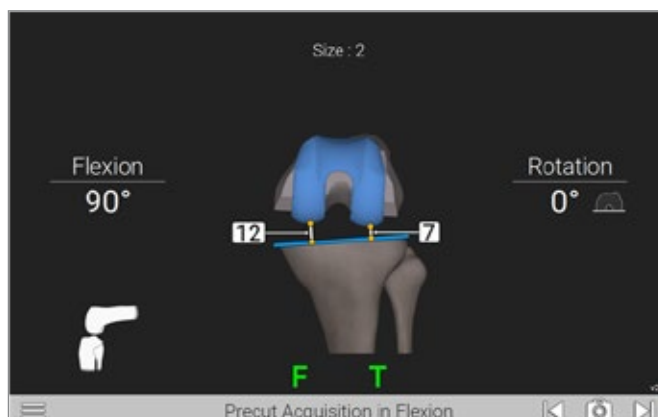 Size : 2
Flexion
Rotation
90°
0°
12
7
F
T
Precut Acquisition in Flexion